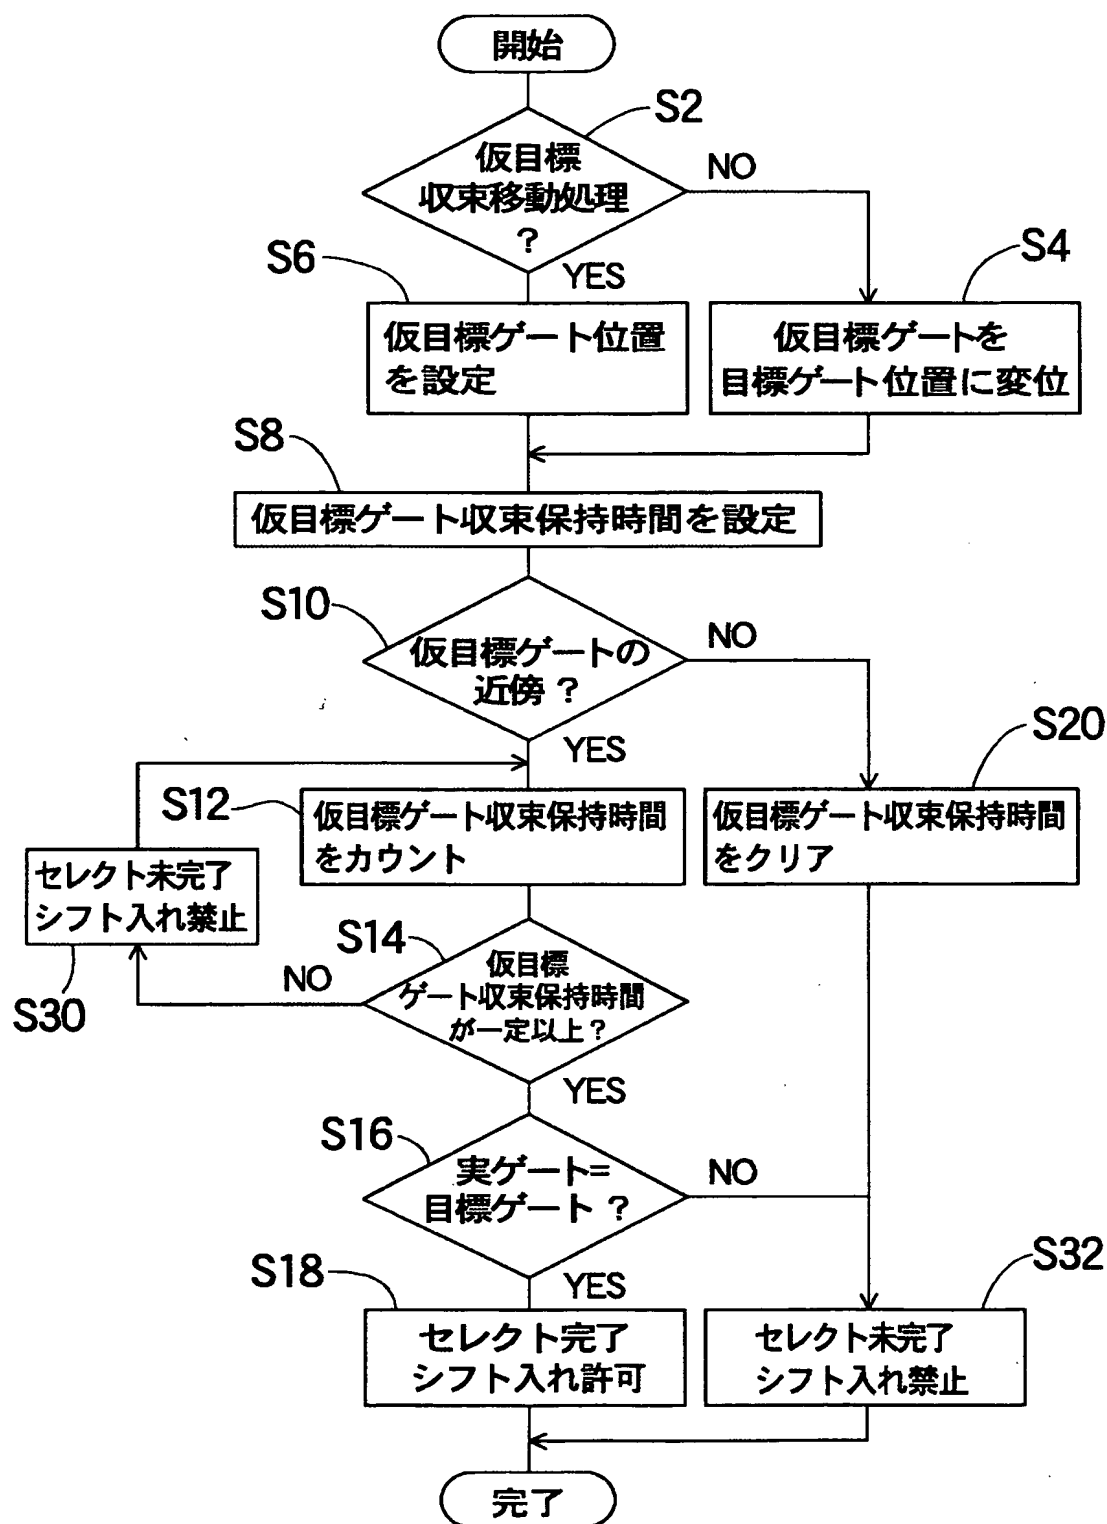 開始
S2
仮目標
収束移動処理
?
NO
YES
S6
仮目標ゲート位置
を設定
S4
仮目標ゲートを
目標ゲート位置に変位
S8
仮目標ゲート収束保持時間を設定
S10
仮目標ゲートの
近傍?
NO
YES
S20
仮目標ゲート収束保持時間
をクリア
S12
仮目標ゲート収束保持時間
をカウント
セレクト未完了
シフト入れ禁止
S30
S14
仮目標
ゲート収束保持時間
が一定以上?
NO
YES
S16
実ゲート=
目標ゲート ?
NO
YES
S18
セレクト完了
シフト入れ許可
S32
セレクト未完了
シフト入れ禁止
完了